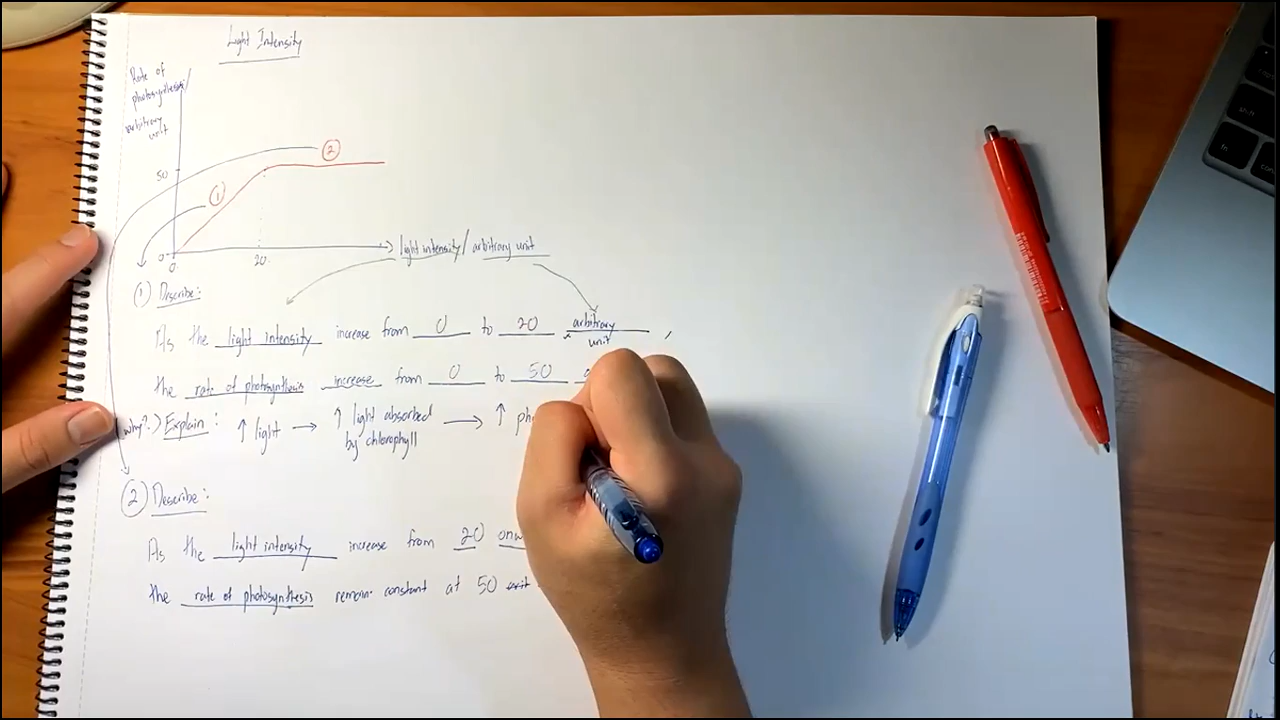 Light Intensity
Rate of
photosynthesis/
arbitrary
unit
50
0
0
20
①
②
light intensity/ arbitrary unit
① Describe:
As the light intensity increase from 0 to 20 arbitrary unit,
the rate of photosynthesis increase from 0 to 50
(why?) Explain: ↑ light → ↑ light absorbed by chlorophyll → ↑
② Describe:
As the light intensity increase from 20
the rate of photosynthesis remain constant at 50
shift